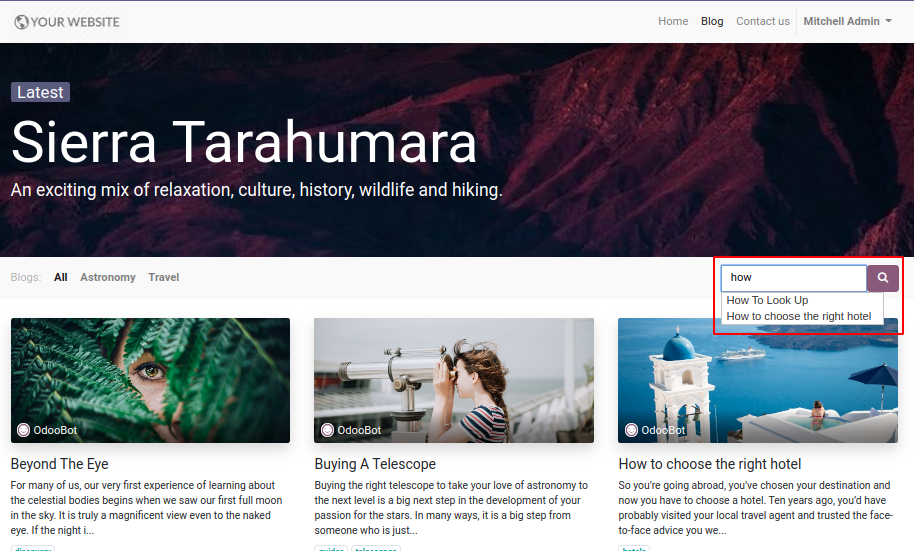 YOUR WEBSITE
Home Blog Contact us Mitchell Admin
Latest
Sierra Tarahumara
An exciting mix of relaxation, culture, history, wildlife and hiking.
Blogs: All Astronomy Travel
how
How To Look Up
How to choose the right hotel
OdooBot
Beyond The Eye
For many of us, our very first experience of learning about
the celestial bodies begins when we saw our first full moon
in the sky. It is truly a magnificent view even to the naked
eye. If the night i...
discovery
OdooBot
Buying A Telescope
Buying the right telescope to take your love of astronomy to
the next level is a big next step in the development of your
passion for the stars. In many ways, it is a big step from
someone who is just...
guides telescope
OdooBot
How to choose the right hotel
So you're going abroad, you've chosen your destination and
now you have to choose a hotel. Ten years ago, you'd have
probably visited your local travel agent and trusted the face-
to-face advice you we...
hotels